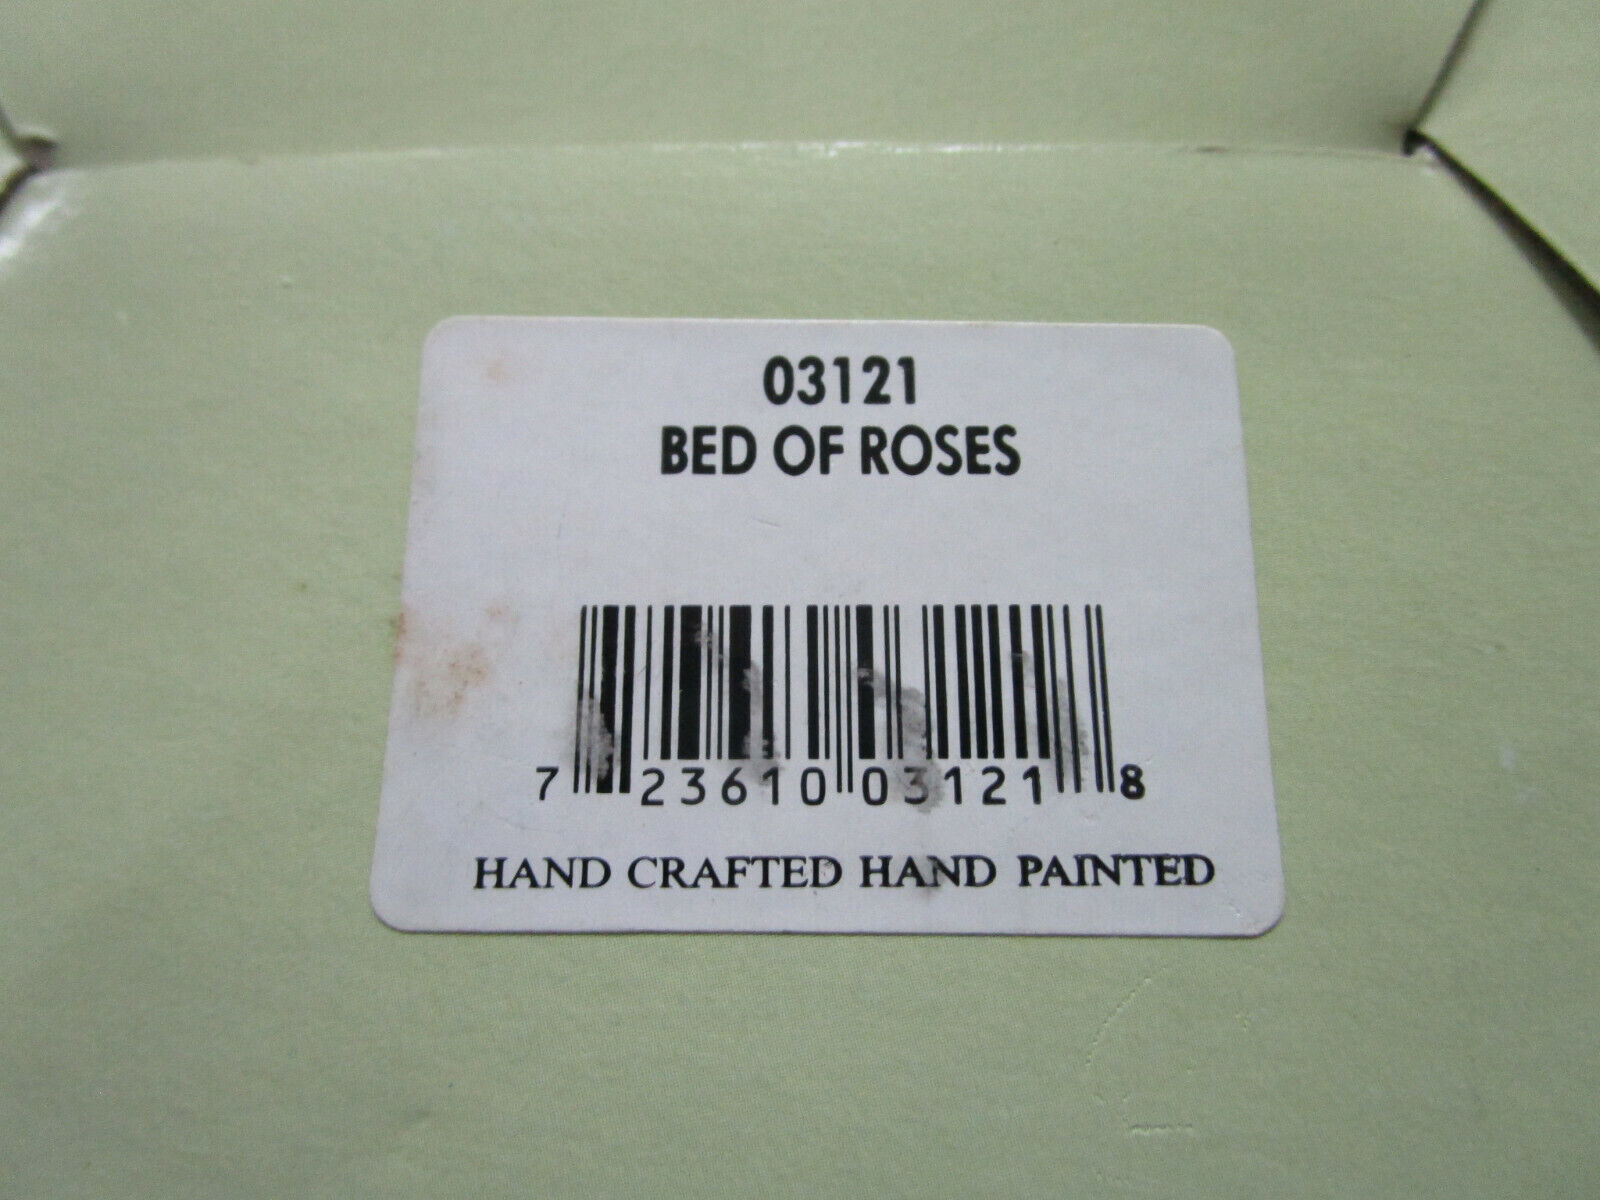 03121
BED OF ROSES
7 23610 03121 8
HAND CRAFTED HAND PAINTED